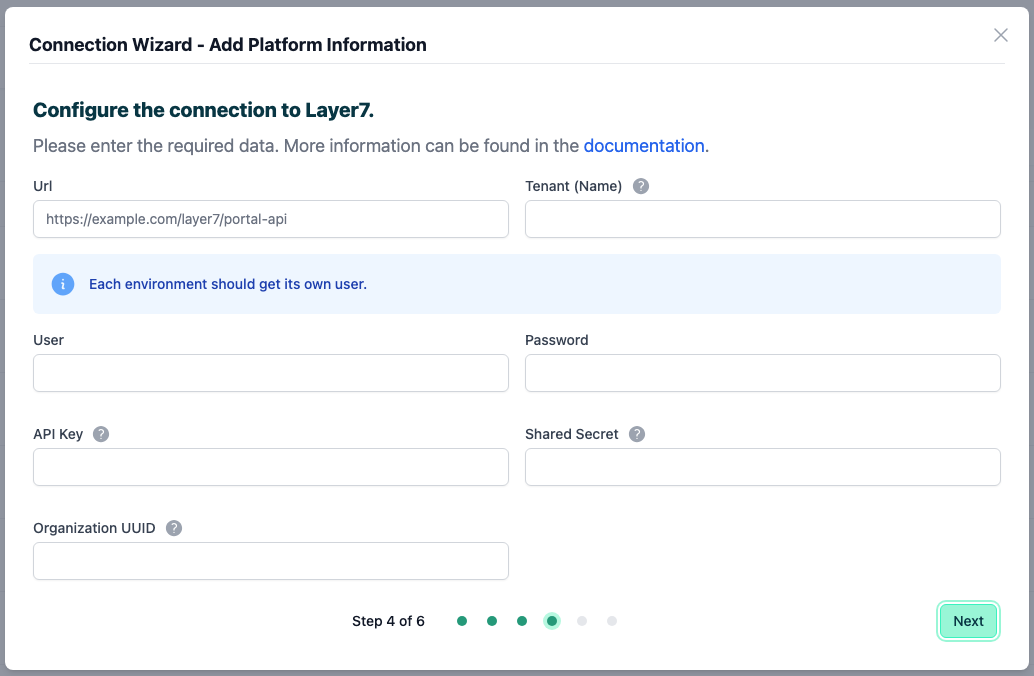 Connection Wizard - Add Platform Information
Configure the connection to Layer7.
Please enter the required data. More information can be found in the documentation.
Url
Tenant (Name) ?
https://example.com/layer7/portal-api
i Each environment should get its own user.
User
Password
API Key ?
Shared Secret ?
Organization UUID ?
Step 4 of 6
Next